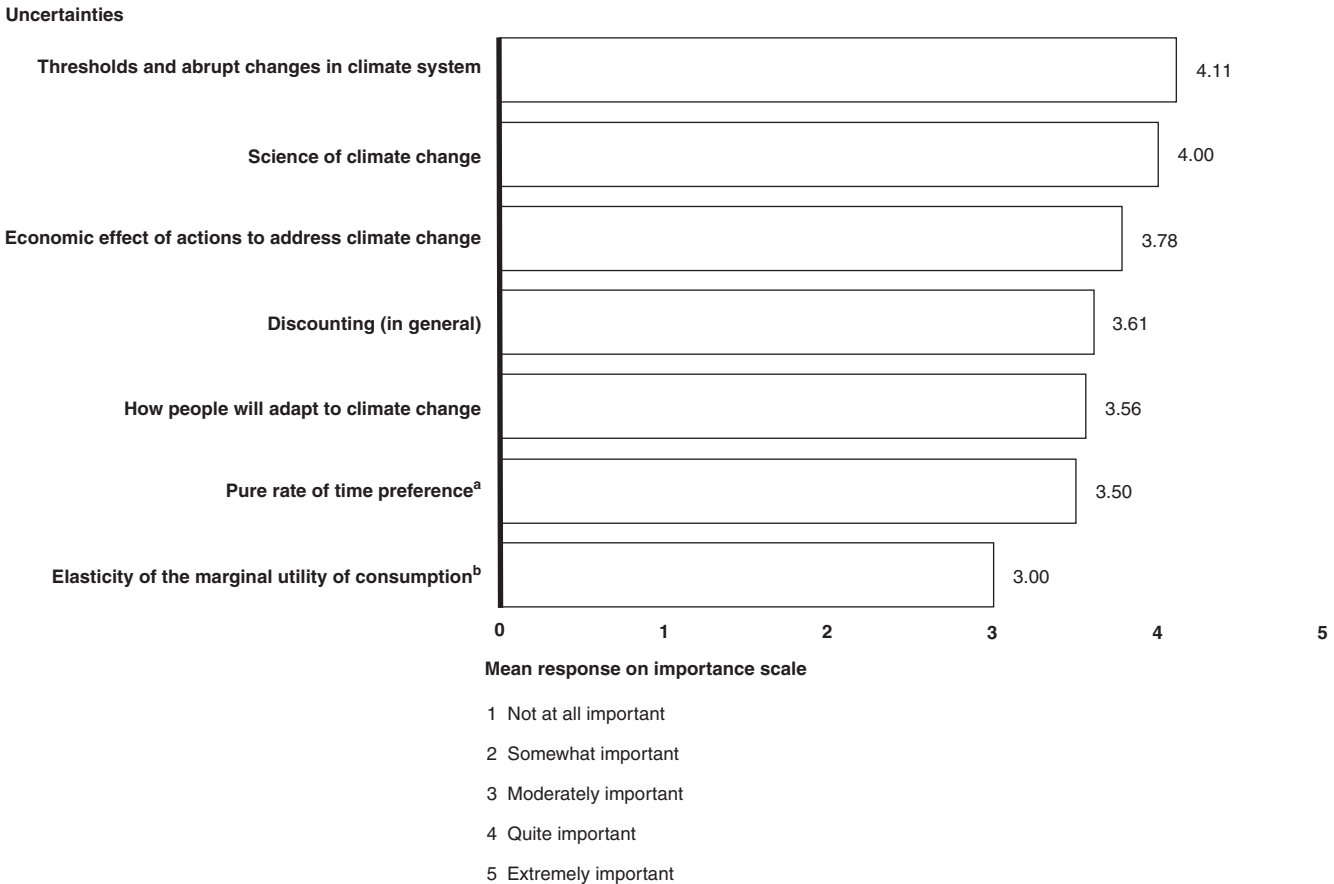 Uncertainties
Thresholds and abrupt changes in climate system 4.11
Science of climate change 4.00
Economic effect of actions to address climate change 3.78
Discounting (in general) 3.61
How people will adapt to climate change 3.56
Pure rate of time preferenceᵃ 3.50
Elasticity of the marginal utility of consumptionᵇ 3.00
0 1 2 3 4 5
Mean response on importance scale
1 Not at all important
2 Somewhat important
3 Moderately important
4 Quite important
5 Extremely important